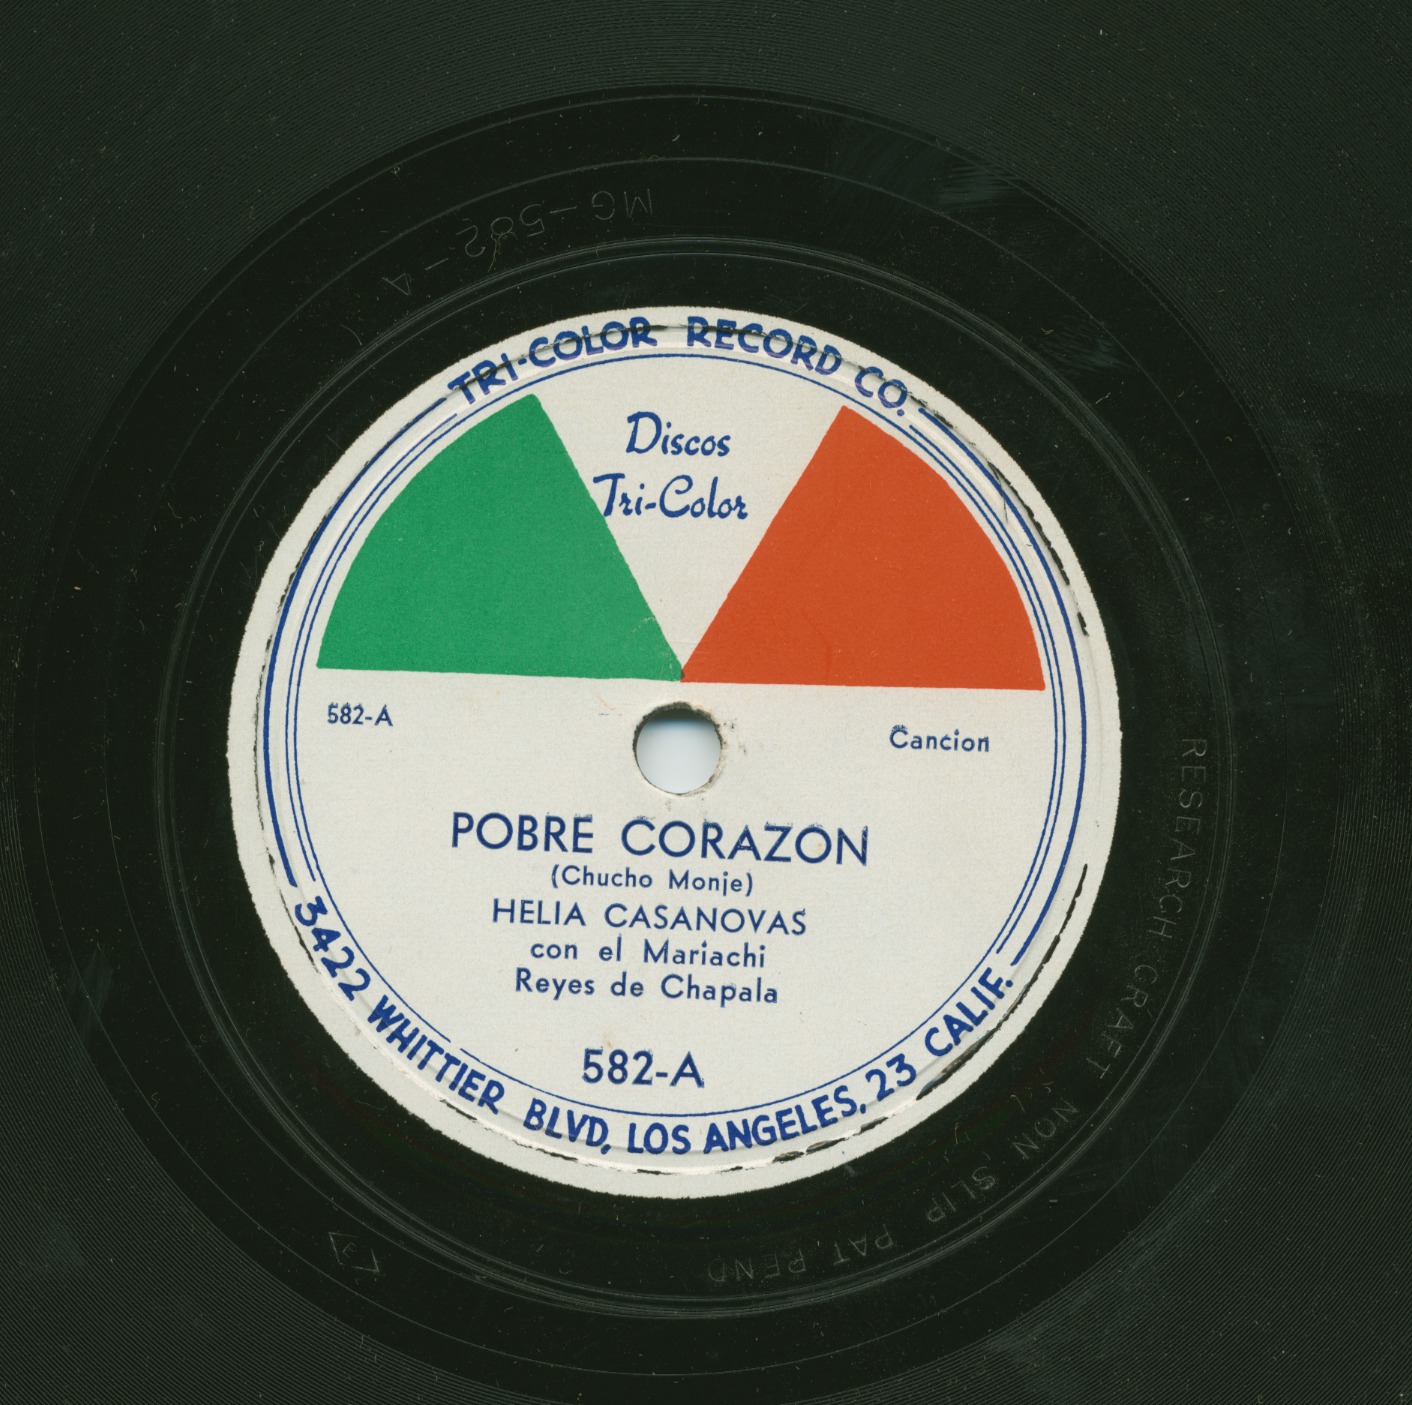 TRI-COLOR RECORD CO.
Discos
Tri-Color
582-A
Cancion
POBRE CORAZON
(Chucho Monje)
HELIA CASANOVAS
con el Mariachi
Reyes de Chapala
582-A
3422 WHITTIER BLVD, LOS ANGELES, 23 CALIF.
MG-582-A
RESEARCH CRAFT NON SLIP PAT PEND
E